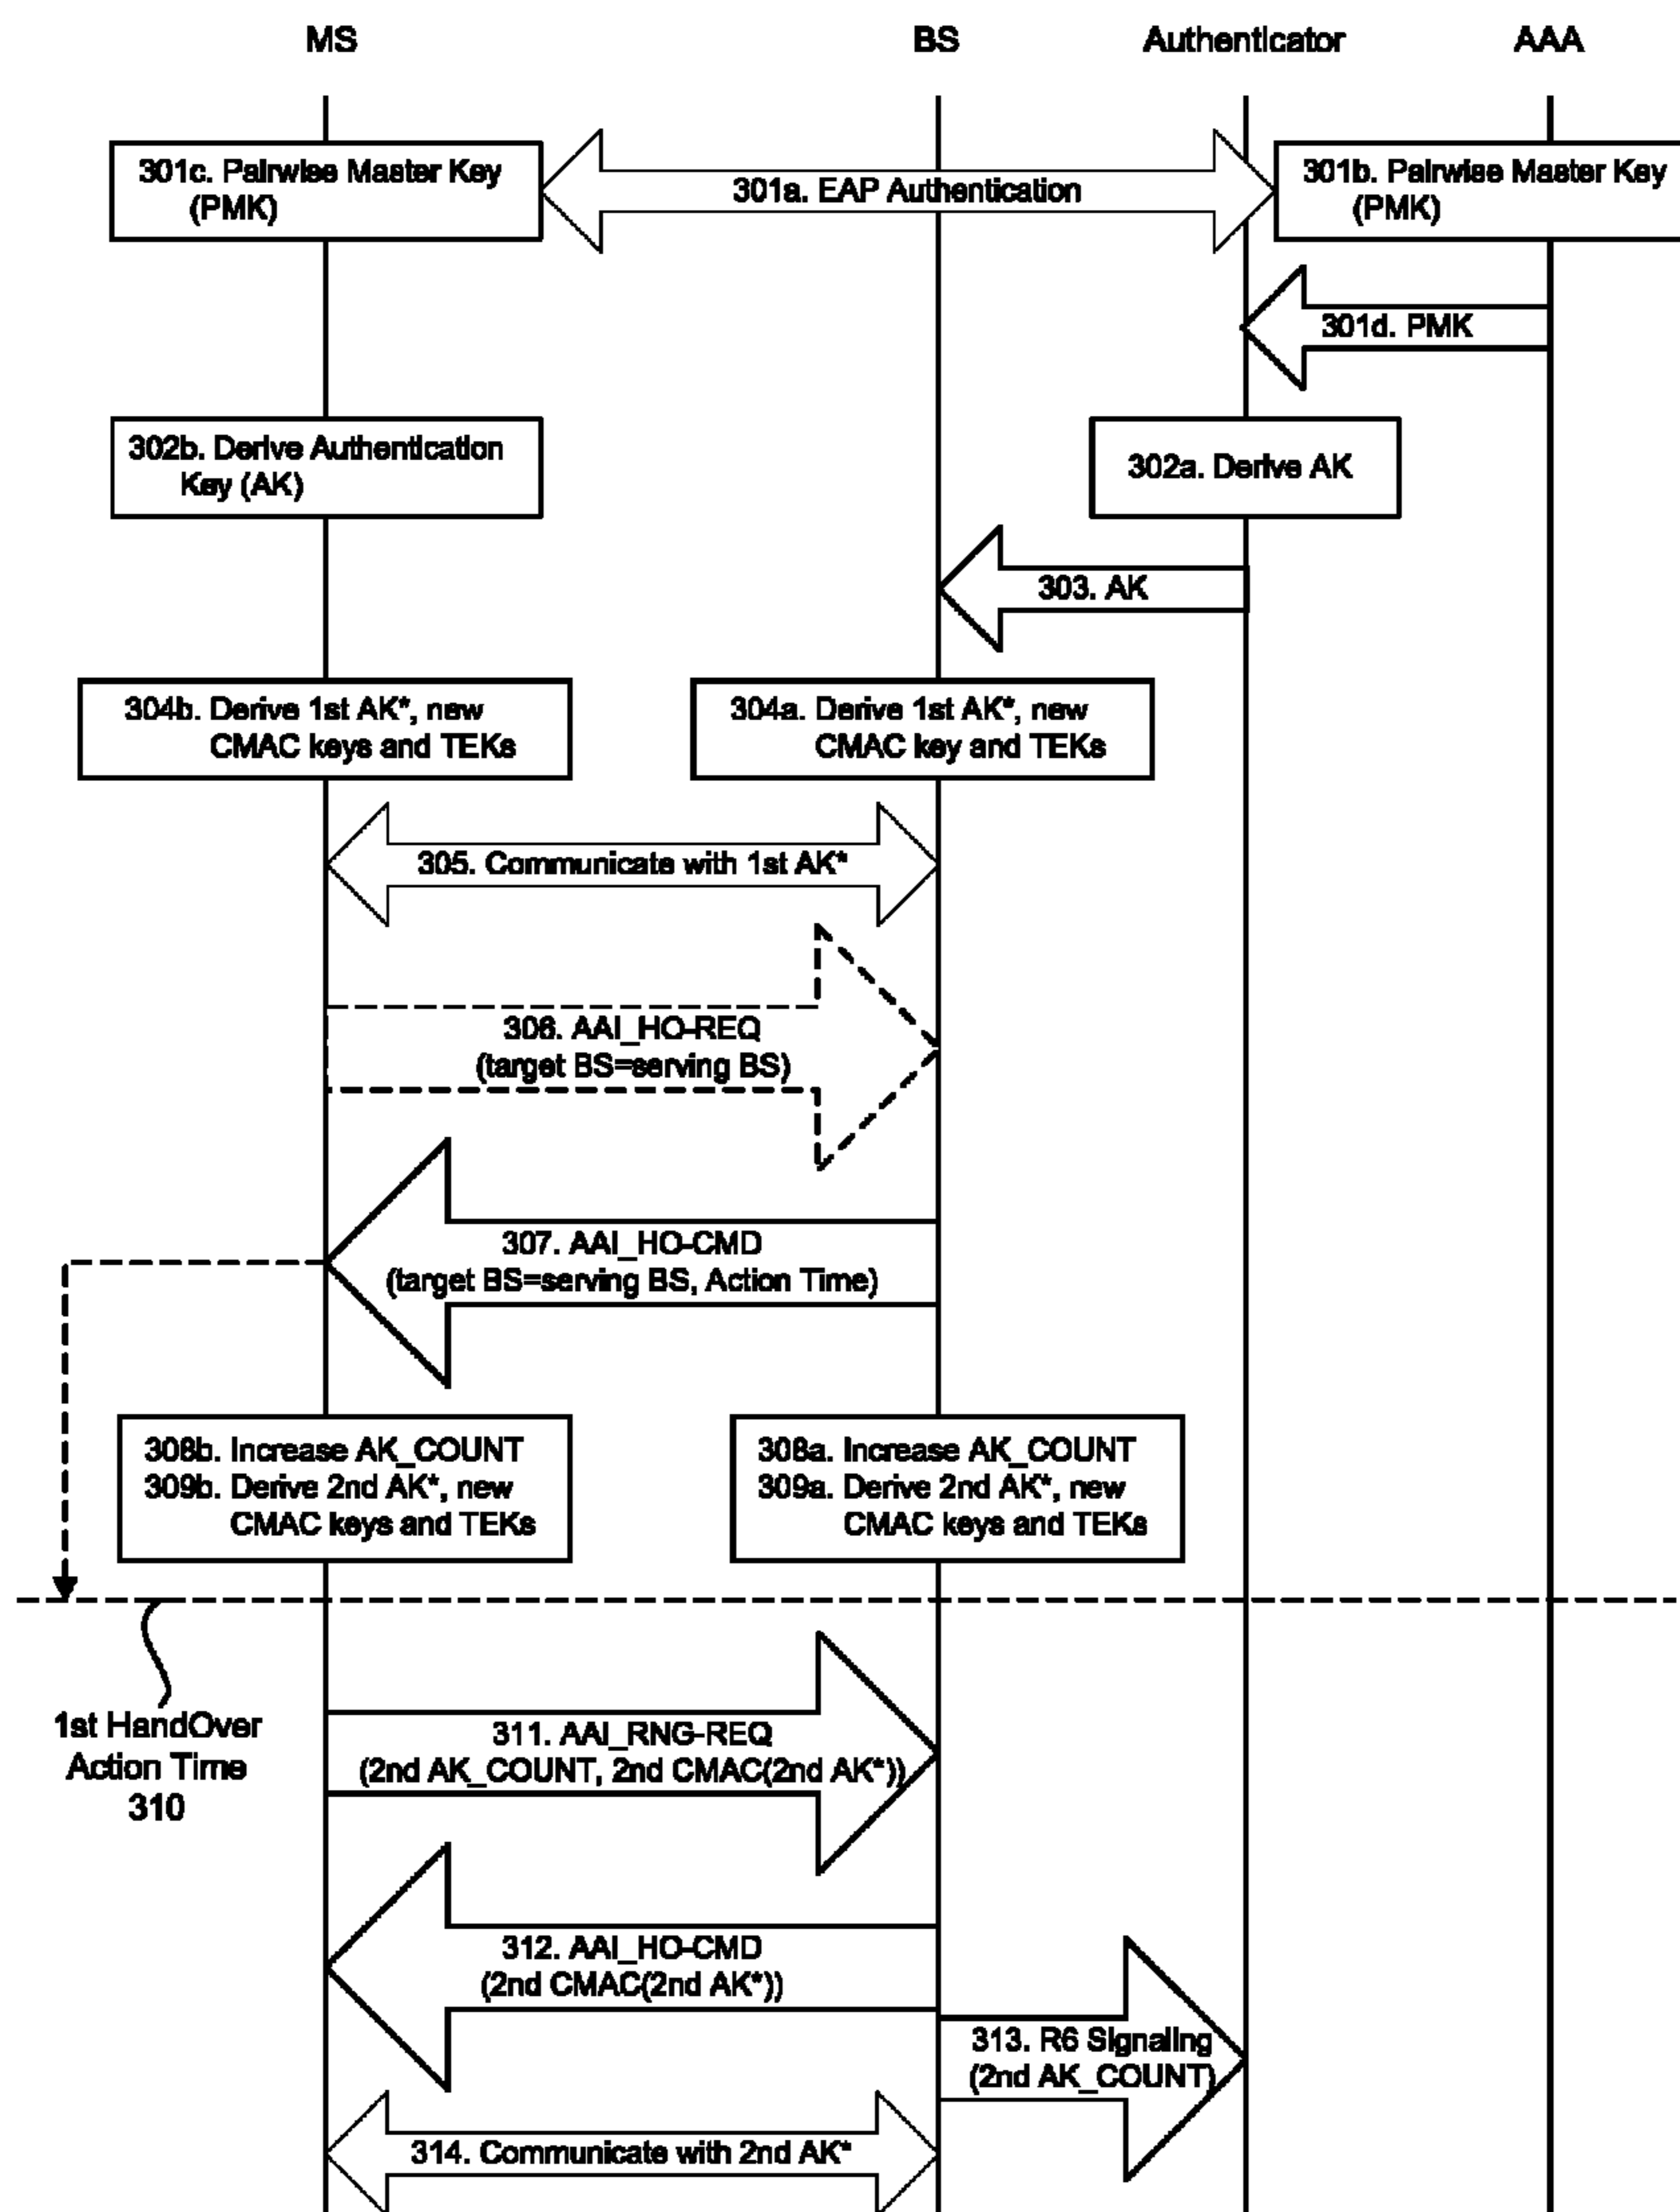 MS
BS
Authenticator
AAA
301c. Pairwise Master Key
(PMK)
301a. EAP Authentication
301b. Pairwise Master Key
(PMK)
301d. PMK
302b. Derive Authentication
Key (AK)
302a. Derive AK
303. AK
304b. Derive 1st AK*, new
CMAC keys and TEKs
304a. Derive 1st AK*, new
CMAC key and TEKs
305. Communicate with 1st AK*
306. AAI_HO-REQ
(target BS=serving BS)
307. AAI_HO-CMD
(target BS=serving BS, Action Time)
308b. Increase AK_COUNT
309b. Derive 2nd AK*, new
CMAC keys and TEKs
308a. Increase AK_COUNT
309a. Derive 2nd AK*, new
CMAC keys and TEKs
1st HandOver
Action Time
310
311. AAI_RNG-REQ
(2nd AK_COUNT, 2nd CMAC(2nd AK*))
312. AAI_HO-CMD
(2nd CMAC(2nd AK*))
313. R6 Signaling
(2nd AK_COUNT)
314. Communicate with 2nd AK*